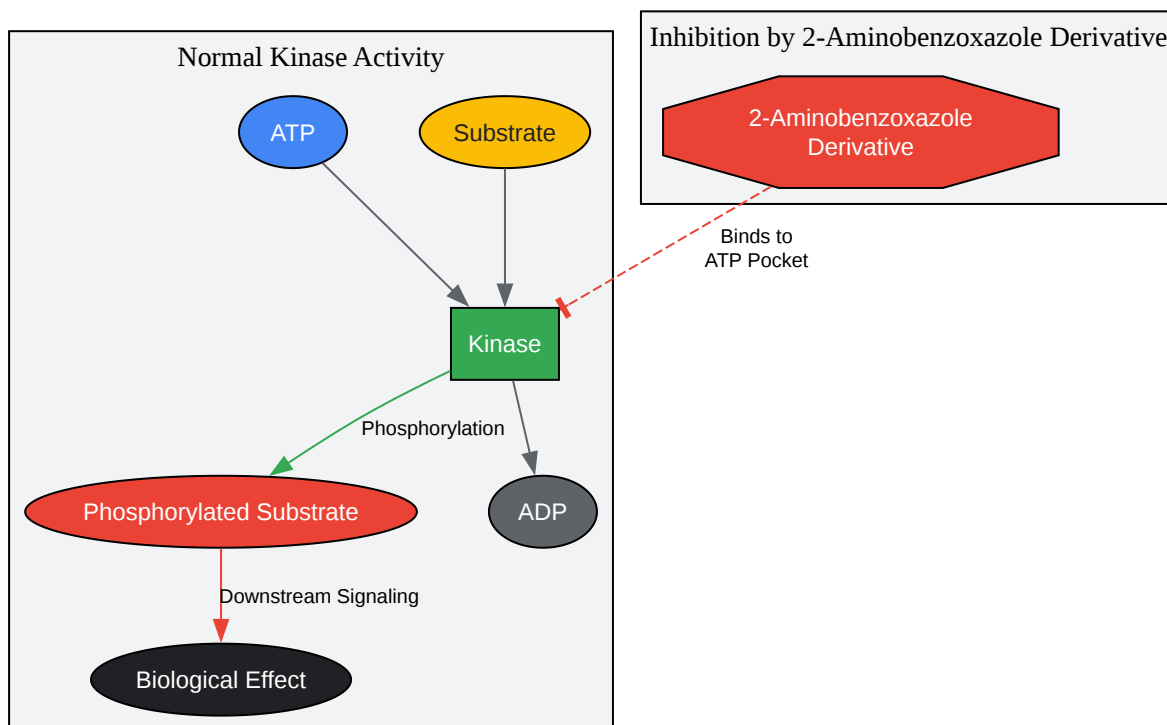 Normal Kinase Activity
Inhibition by 2-Aminobenzoxazole Derivative
ATP
Substrate
2-Aminobenzoxazole
Derivative
Binds to
ATP Pocket
Kinase
Phosphorylation
Phosphorylated Substrate
ADP
Downstream Signaling
Biological Effect